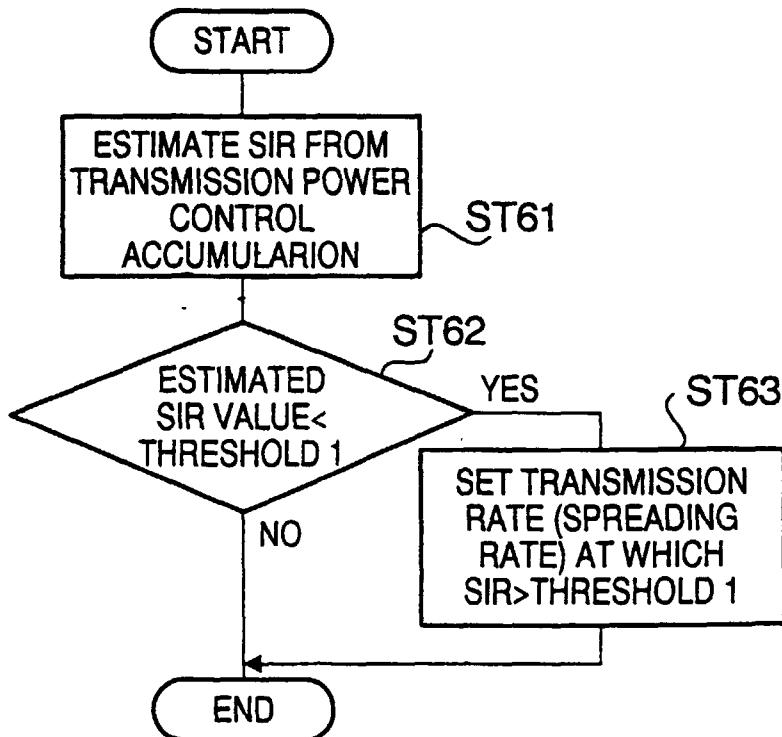 START
ESTIMATE SIR FROM
TRANSMISSION POWER
CONTROL
ACCUMULARION
ST61
ST62
ESTIMATED
SIR VALUE<
THRESHOLD 1
YES
ST63
SET TRANSMISSION
RATE (SPREADING
RATE) AT WHICH
SIR>THRESHOLD 1
NO
END